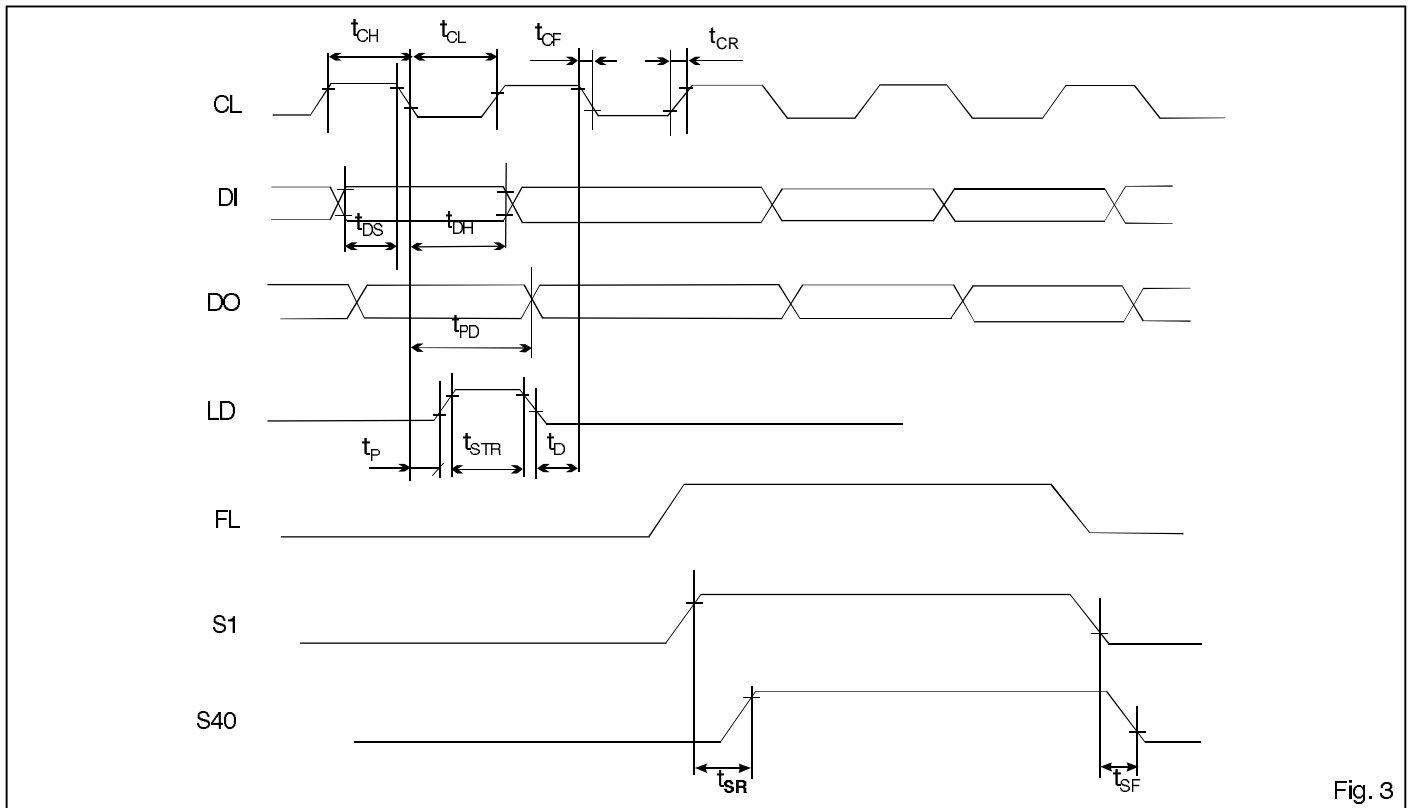 tCH tCL tCF tCR
CL
DI
tDS tDH
DO
tPD
LD
tP tSTR tD
FL
S1
S40
tSR tSF
Fig. 3